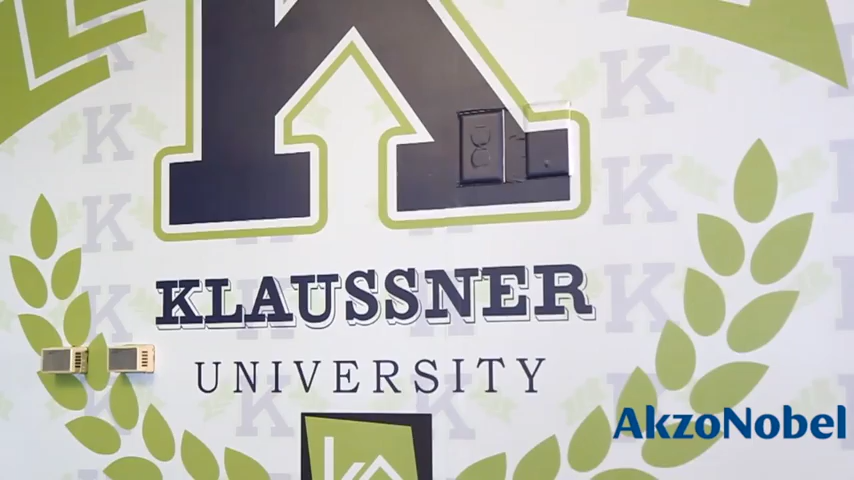 K
KLAUSSNER
UNIVERSITY
k
AkzoNobel